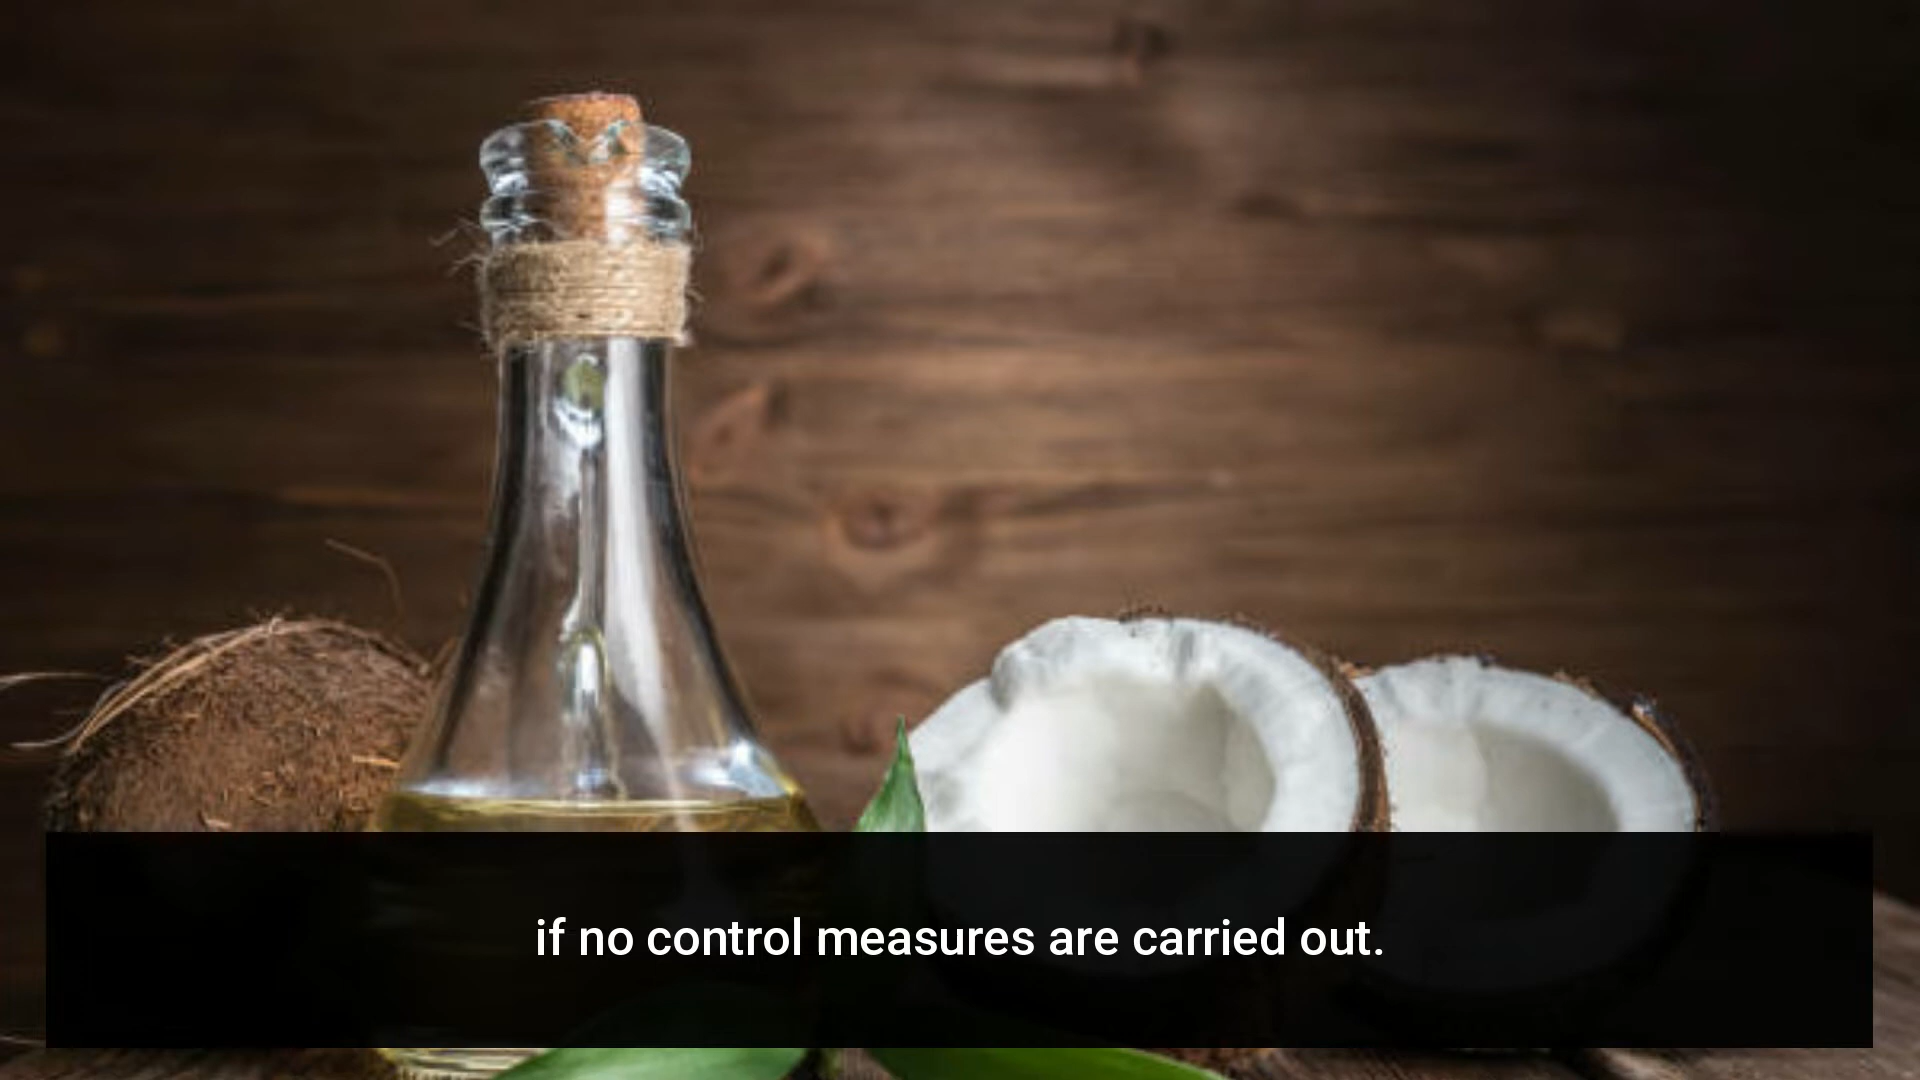 if no control measures are carried out.